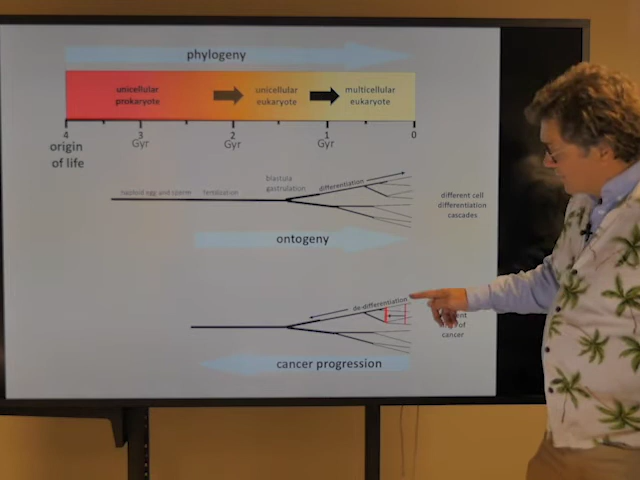 phylogeny
unicellular
prokaryote
unicellular
eukaryote
multicellular
eukaryote
4
3
2
1
0
Gyr
Gyr
Gyr
origin
of life
haploid egg and sperm
fertilization
blastula
gastrulation
differentiation
different cell
differentiation
cascades
ontogeny
de-differentiation
of
cancer
cancer progression